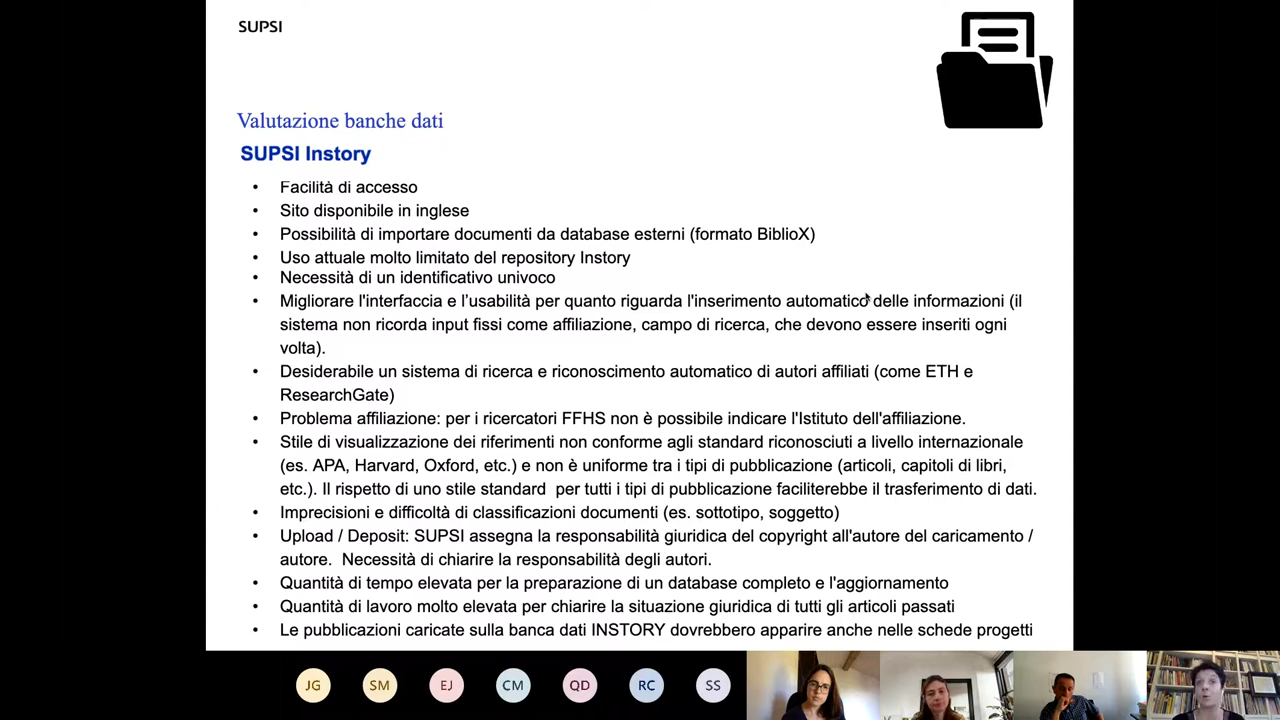 SUPSI
Valutazione banche dati
SUPSI Instory
• Facilità di accesso
• Sito disponibile in inglese
• Possibilità di importare documenti da database esterni (formato BiblioX)
• Uso attuale molto limitato del repository Instory
• Necessità di un identificativo univoco
• Migliorare l'interfaccia e l’usabilità per quanto riguarda l'inserimento automatico delle informazioni (il
sistema non ricorda input fissi come affiliazione, campo di ricerca, che devono essere inseriti ogni
volta).
• Desiderabile un sistema di ricerca e riconoscimento automatico di autori affiliati (come ETH e
ResearchGate)
• Problema affiliazione: per i ricercatori FFHS non è possibile indicare l'Istituto dell'affiliazione.
• Stile di visualizzazione dei riferimenti non conforme agli standard riconosciuti a livello internazionale
(es. APA, Harvard, Oxford, etc.) e non è uniforme tra i tipi di pubblicazione (articoli, capitoli di libri,
etc.). Il rispetto di uno stile standard per tutti i tipi di pubblicazione faciliterebbe il trasferimento di dati.
• Imprecisioni e difficoltà di classificazioni documenti (es. sottotipo, soggetto)
• Upload / Deposit: SUPSI assegna la responsabilità giuridica del copyright all'autore del caricamento /
autore. Necessità di chiarire la responsabilità degli autori.
• Quantità di tempo elevata per la preparazione di un database completo e l'aggiornamento
• Quantità di lavoro molto elevata per chiarire la situazione giuridica di tutti gli articoli passati
• Le pubblicazioni caricate sulla banca dati INSTORY dovrebbero apparire anche nelle schede progetti
JG SM EJ CM QD RC SS